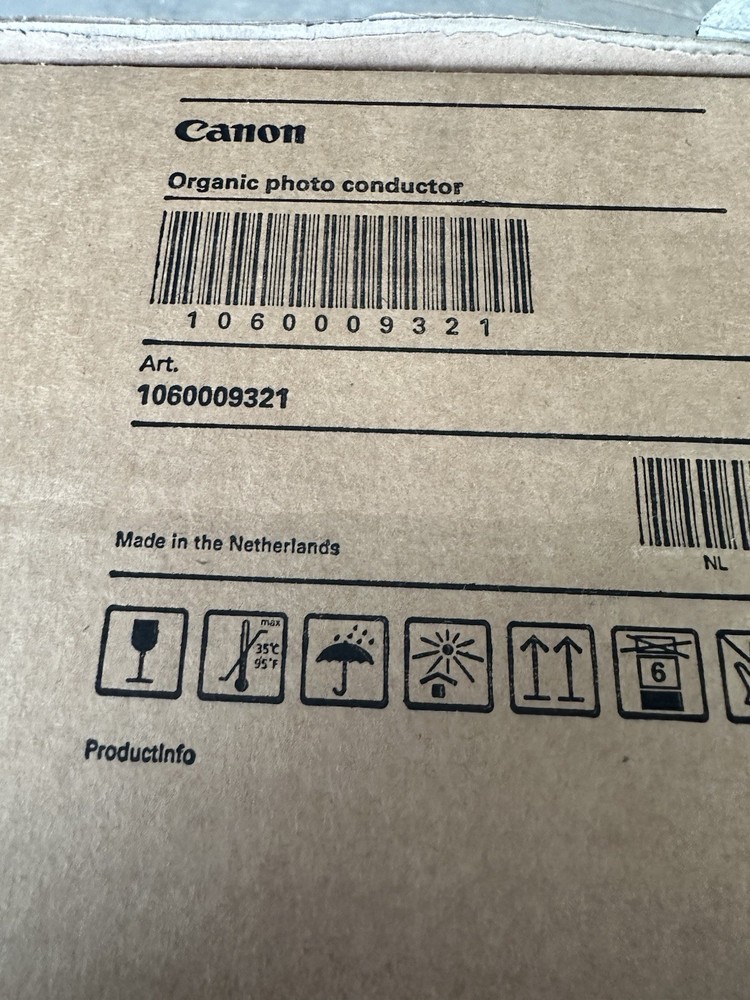 Canon
Organic photo conductor
1060009321
Art.
1060009321
NL
Made in the Netherlands
max
35°C
95°F
6
ProductInfo